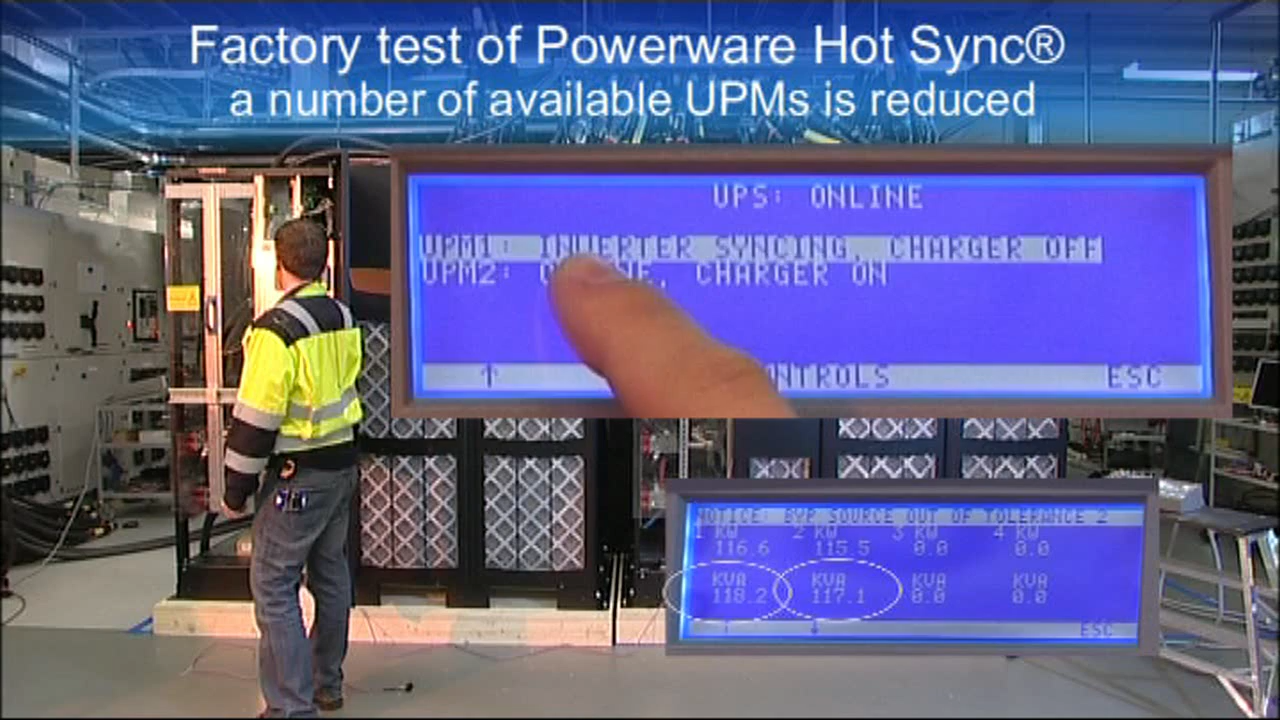 Factory test of Powerware Hot Sync®
a number of available UPMs is reduced
UPS: ONLINE
UPM1: INVERTER SYNCING, CHARGER OFF
UPM2: CHARGER ON
↑ ESC
NOTICE: BYP SOURCE OUT OF TOLERANCE 2
1 KW 2 KW 3 KW 4 KW
116.6 115.5 0.0 0.0
KVA KVA KVA KVA
118.2 117.1 0.0 0.0
↑ ↓ ESC